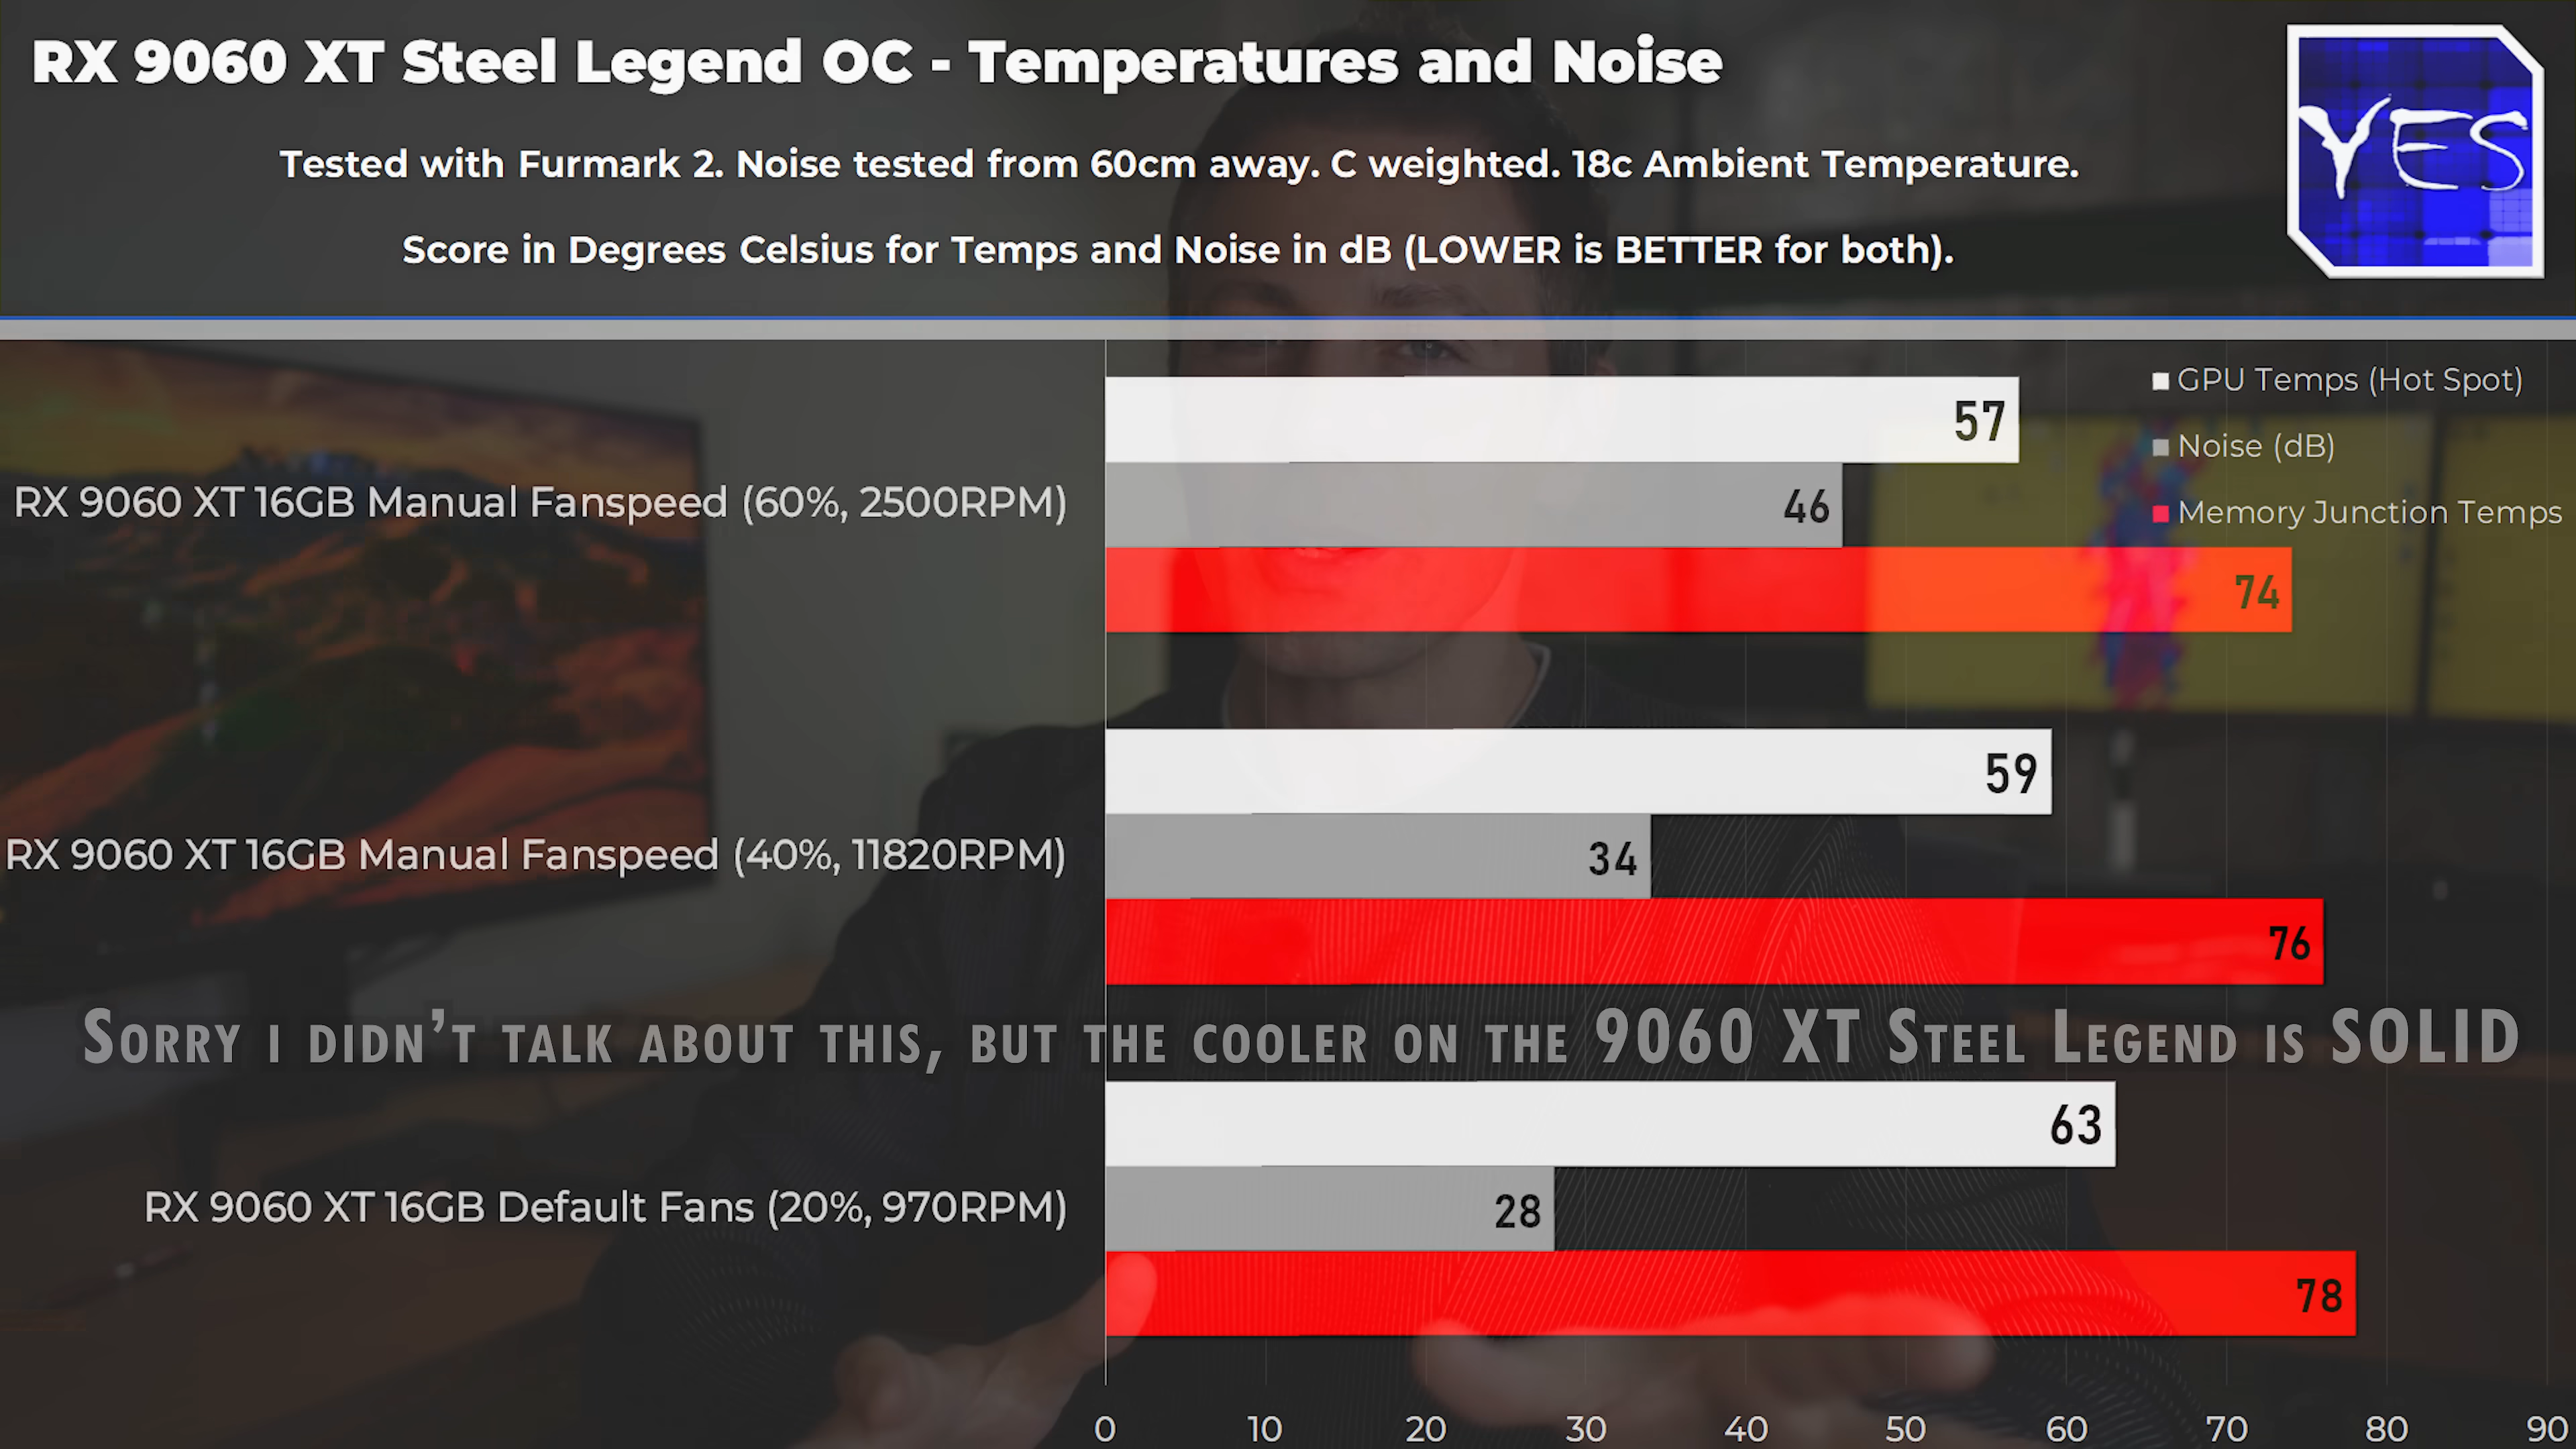 RX 9060 XT Steel Legend OC - Temperatures and Noise
YES
Tested with Furmark 2. Noise tested from 60cm away. C weighted. 18c Ambient Temperature.
Score in Degrees Celsius for Temps and Noise in dB (LOWER is BETTER for both).
GPU Temps (Hot Spot)
Noise (dB)
Memory Junction Temps
RX 9060 XT 16GB Manual Fanspeed (60%, 2500RPM)
57
46
74
RX 9060 XT 16GB Manual Fanspeed (40%, 11820RPM)
59
34
76
SORRY I DIDN'T TALK ABOUT THIS, BUT THE COOLER ON THE 9060 XT STEEL LEGEND IS SOLID
RX 9060 XT 16GB Default Fans (20%, 970RPM)
63
28
78
0 10 20 30 40 50 60 70 80 90